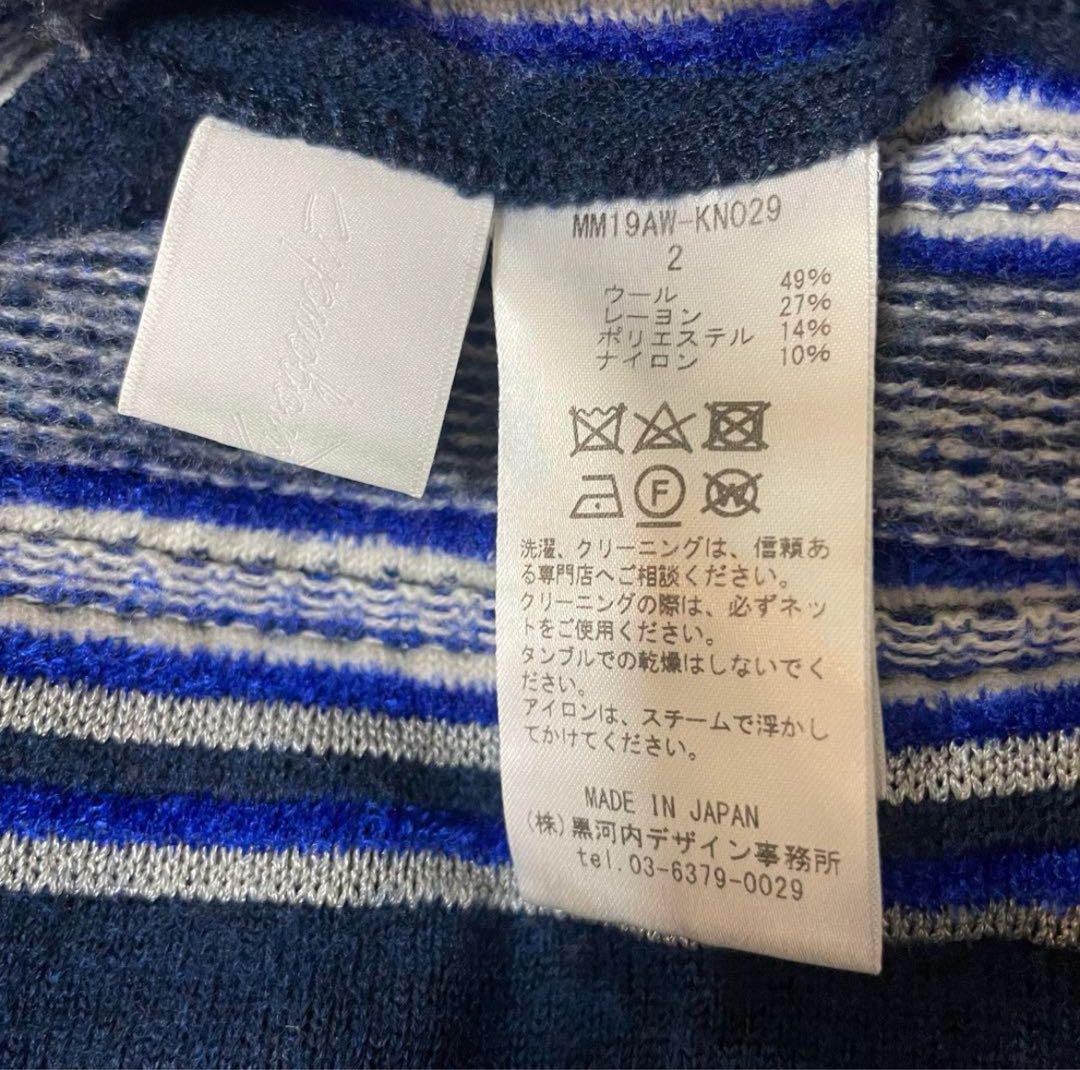 MM19AW-KN029
2
ウール 49%
レーヨン 27%
ポリエステル 14%
ナイロン 10%
F
W
洗濯、クリーニングは、信頼あ
る専門店へご相談ください。
クリーニングの際は、必ずネッ
トをご使用ください。
タンブルでの乾燥はしないでく
ださい。
アイロンは、スチームで浮かし
てかけてください。
MADE IN JAPAN
(株)黒河内デザイン事務所
tel.03-6379-0029